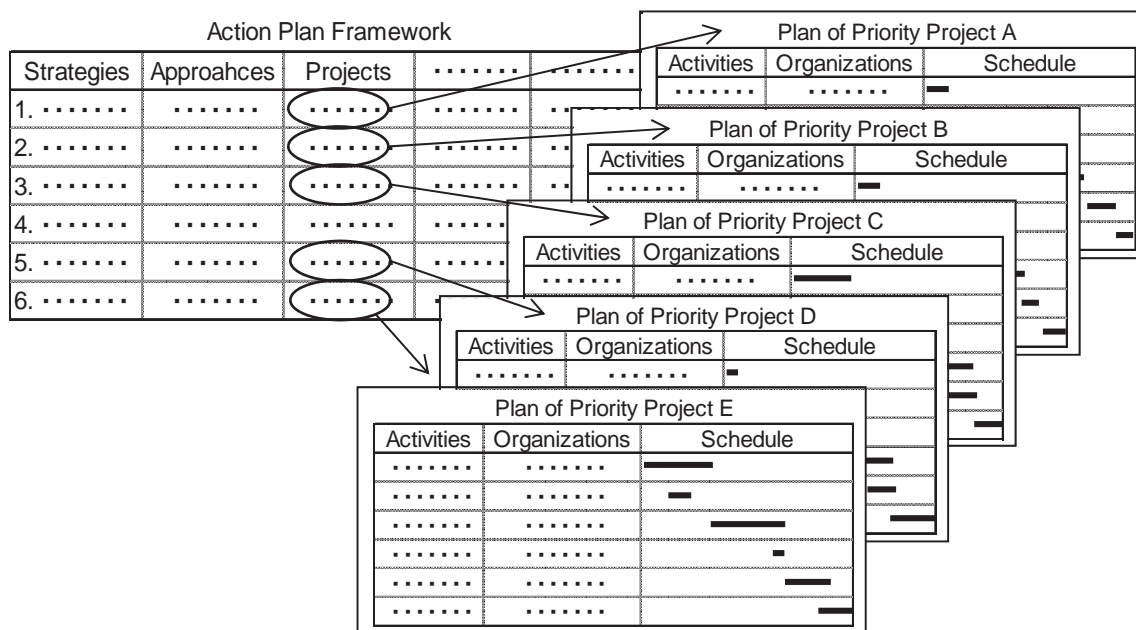 Action Plan Framework
Strategies Approahces Projects ....... .......
1. ....... ....... ....... ....... .......
2. ....... ....... ....... ....... .......
3. ....... ....... ....... ....... .......
4. ....... ....... ....... .......
5. ....... ....... ....... .......
6. ....... ....... .......
Plan of Priority Project A
Activities Organizations Schedule
....... .......
Plan of Priority Project B
Activities Organizations Schedule
....... .......
Plan of Priority Project C
Activities Organizations Schedule
....... .......
Plan of Priority Project D
Activities Organizations Schedule
....... .......
Plan of Priority Project E
Activities Organizations Schedule
....... .......
....... .......
....... .......
....... .......
....... .......
....... .......